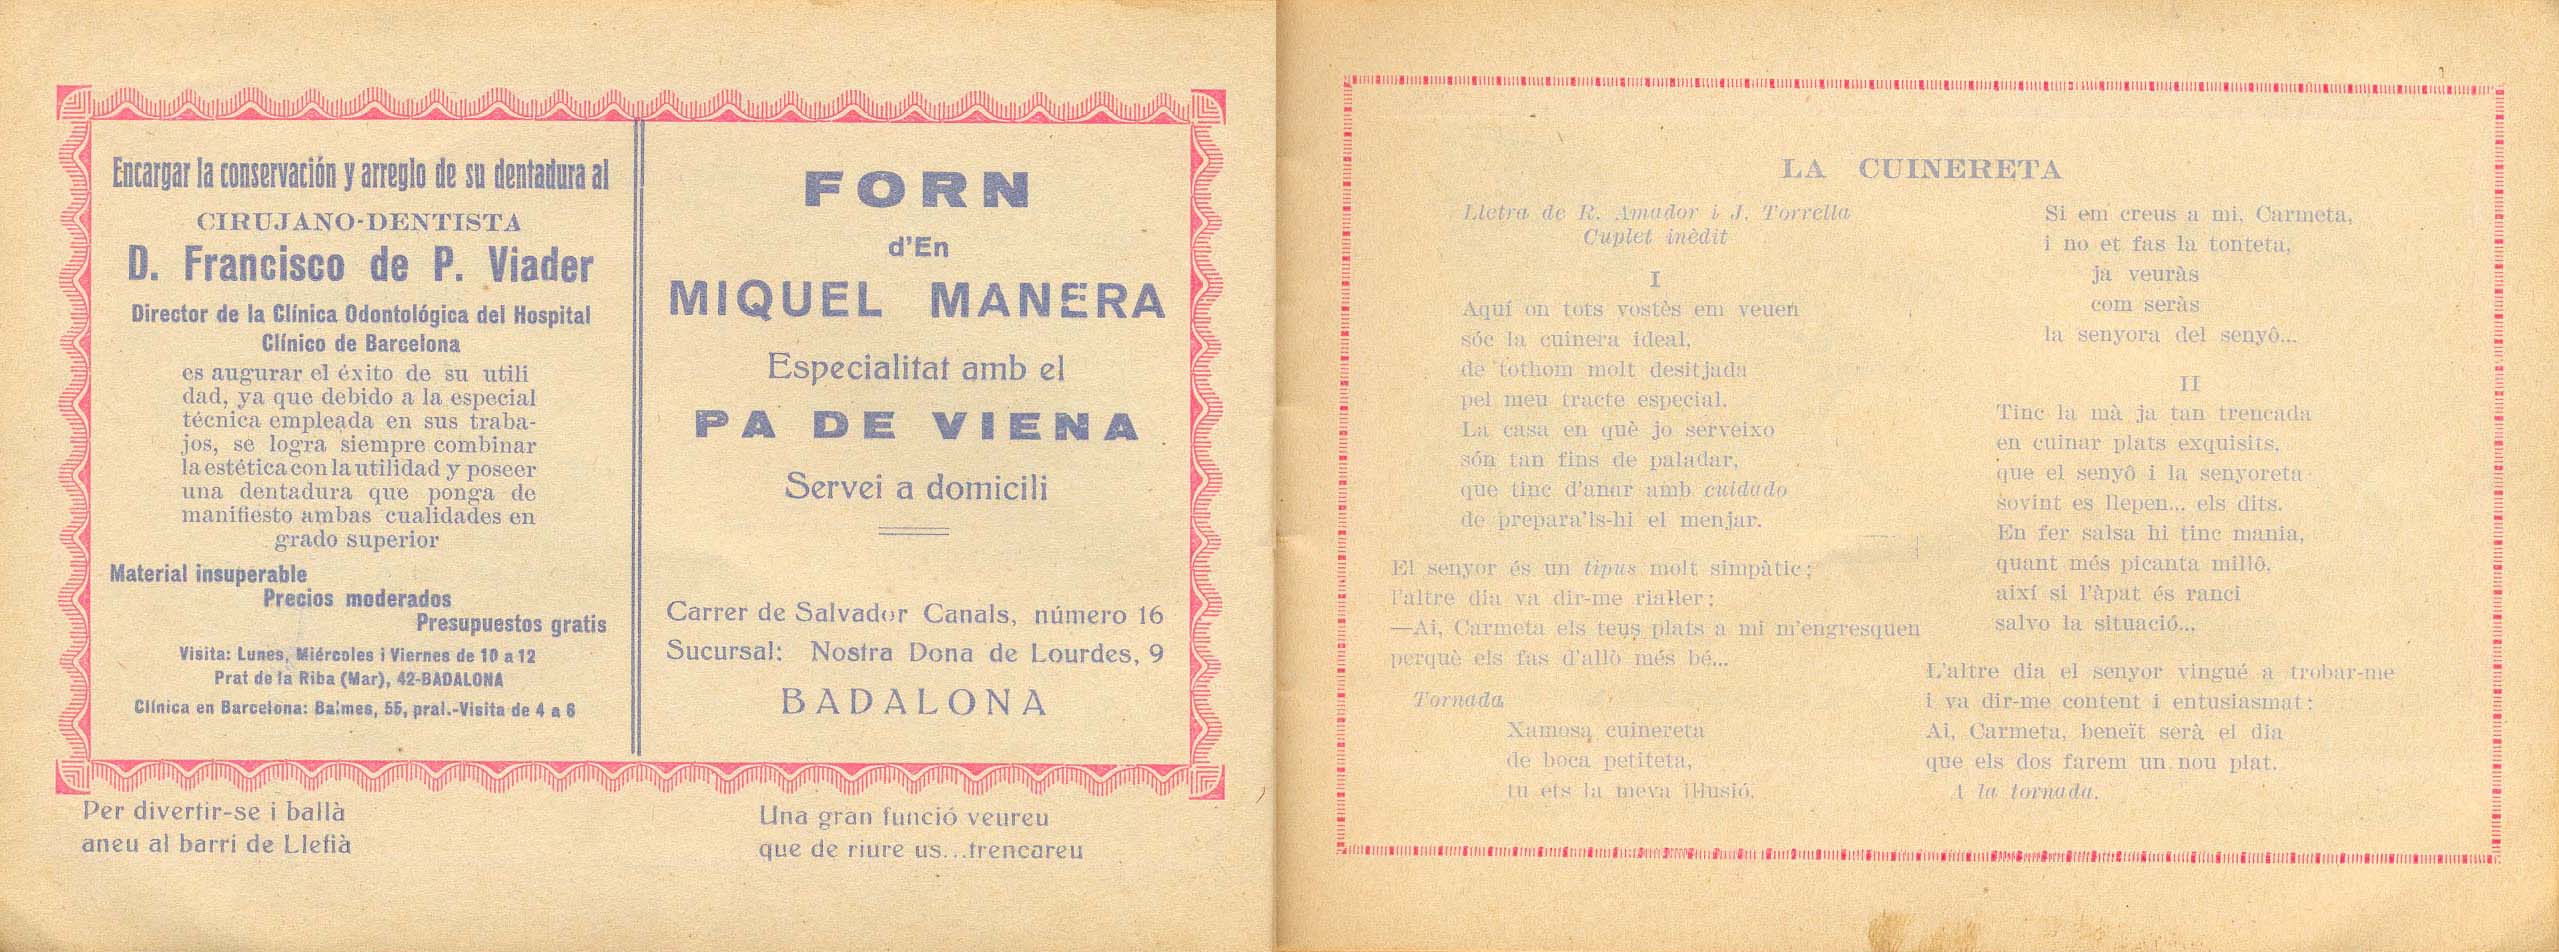 Encargar la conservación y arreglo de su dentadura al
CIRUJANO-DENTISTA
D. Francisco de P. Viader
Director de la Clínica Odontológica del Hospital
Clínico de Barcelona
es augurar el éxito de su utili
dad, ya que debido a la especial
técnica empleada en sus traba-
jos, se logra siempre combinar
la estética con la utilidad y poseer
una dentadura que ponga de
manifiesto ambas cualidades en
grado superior
Material insuperable
Precios moderados
Presupuestos gratis
Visita: Lunes, Miércoles i Viernes de 10 a 12
Prat de la Riba (Mar), 42-BADALONA
Clínica en Barcelona: Balmes, 55, pral.-Visita de 4 a 6
FORN
d'En
MIQUEL MANERA
Especialitat amb el
PA DE VIENA
Servei a domicili
Carrer de Salvador Canals, número 16
Sucursal: Nostra Dona de Lourdes, 9
BADALONA
Per divertir-se i ballà
aneu al barri de Llefià
Una gran funció veureu
que de riure us...trencareu
LA CUINERETA
Lletra de R. Amador i J. Torrella
Cuplet inèdit
I
Aquí on tots vostès em veuen
sóc la cuinera ideal,
de tothom molt desitjada
pel meu tracte especial.
La casa en què jo serveixo
són tan fins de paladar,
que tinc d'anar amb cuidado
de prepara'ls-hi el menjar.
El senyor és un tipus molt simpàtic;
l'altre dia va dir-me rialler:
—Ai, Carmeta els teus plats a mi m'engresquen
perquè els fas d'allò més bé...
Tornada
Xamosa cuinereta
de boca petiteta,
tu ets la meva il·lusió.
Si em creus a mi, Carmeta,
i no et fas la tonteta,
ja veuràs
com seràs
la senyora del senyô...
II
Tinc la mà ja tan trencada
en cuinar plats exquisits,
que el senyô i la senyoreta
sovint es llepen... els dits.
En fer salsa hi tinc mania,
quant més picanta millô,
així si l'àpat és ranci
salvo la situació...
L'altre dia el senyor vingué a trobar-me
i va dir-me content i entusiasmat:
Ai, Carmeta, beneït serà el dia
que els dos farem un nou plat.
A la tornada.